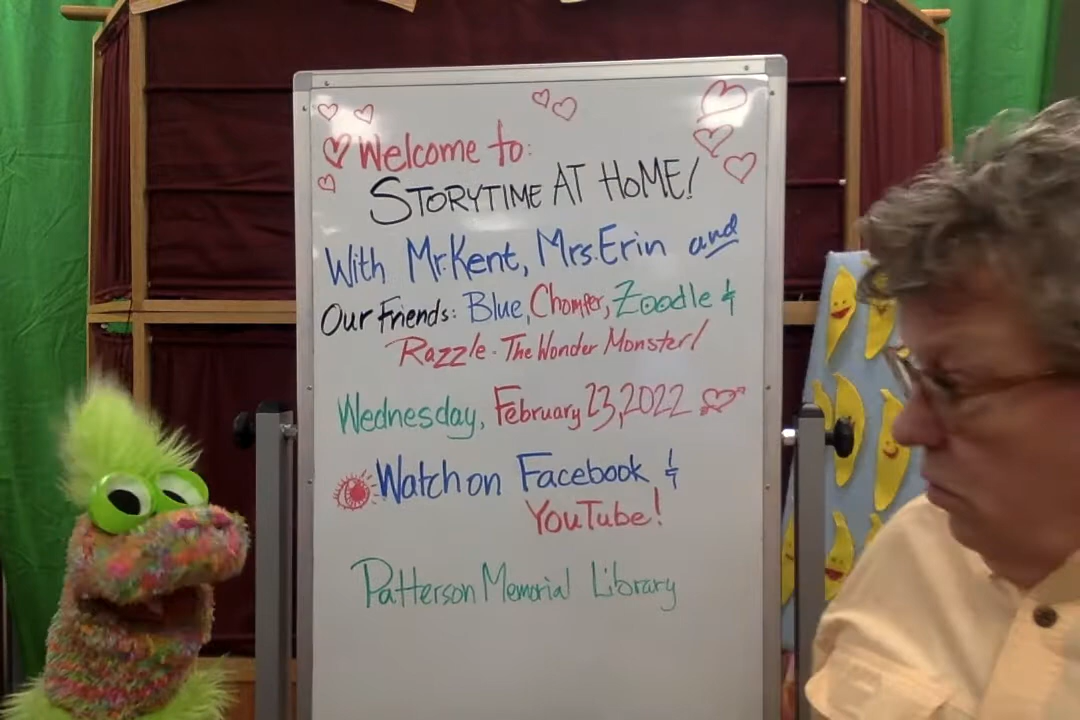 Welcome to:
STORYTIME AT HOME!
With Mr. Kent, Mrs. Erin and
Our Friends: Blue, Chomper, Zoodle &
Razzle - The Wonder Monster!
Wednesday, February 23, 2022
Watch on Facebook &
YouTube!
Patterson Memorial Library